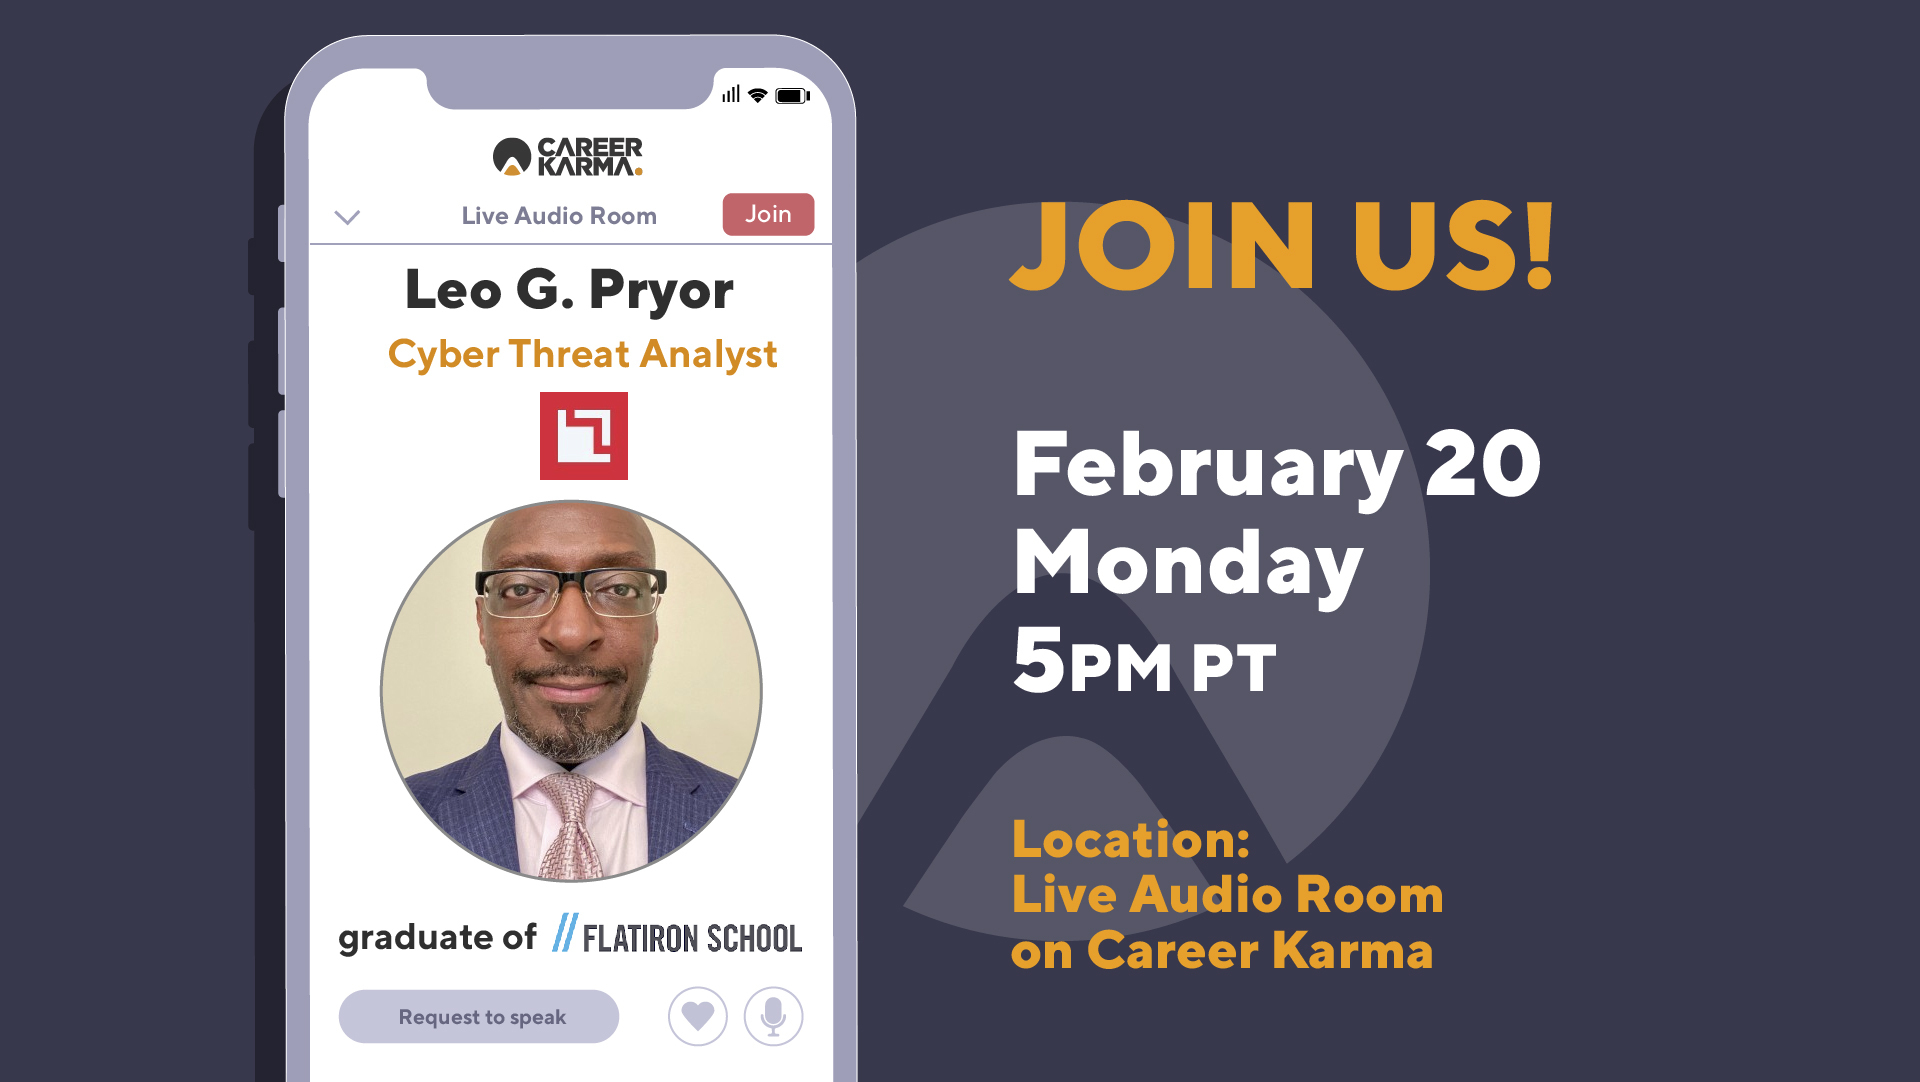 CAREER
KARMA.
Live Audio Room
Join
Leo G. Pryor
Cyber Threat Analyst
graduate of // FLATIRON SCHOOL
Request to speak
JOIN US!
February 20
Monday
5PM PT
Location:
Live Audio Room
on Career Karma